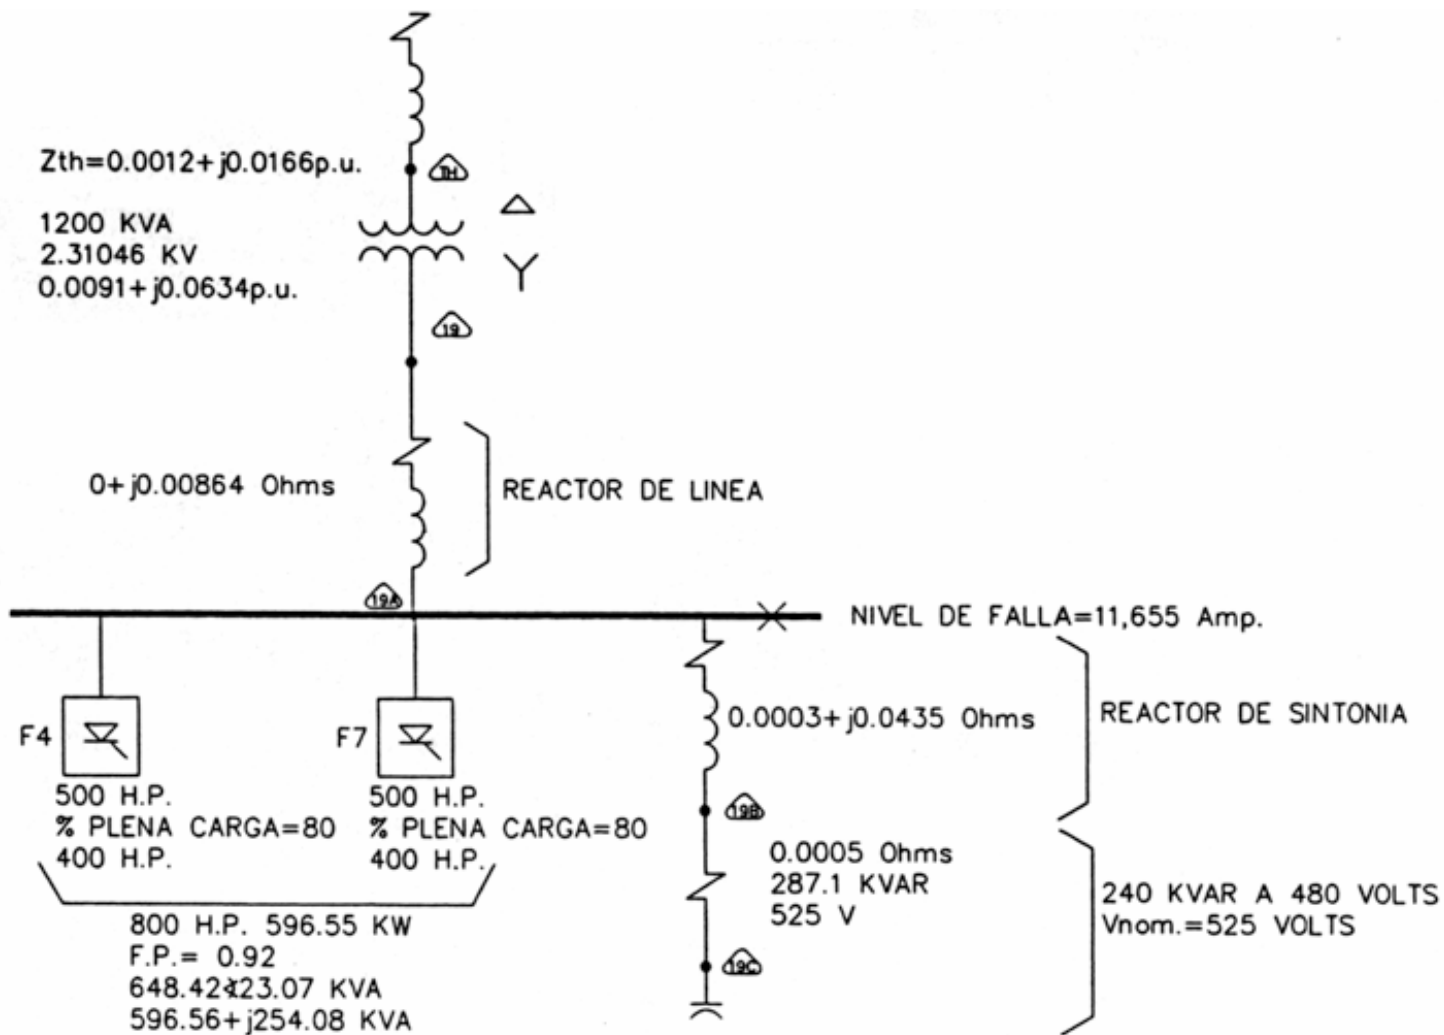 Zth=0.0012+j0.0166p.u.
TH
1200 KVA
2.31046 KV
0.0091+j0.0634p.u.
19
0+j0.00864 Ohms
REACTOR DE LINEA
19A
NIVEL DE FALLA=11,655 Amp.
F4
F7
0.0003+j0.0435 Ohms
REACTOR DE SINTONIA
500 H.P.
% PLENA CARGA=80
400 H.P.
500 H.P.
% PLENA CARGA=80
400 H.P.
19B
0.0005 Ohms
287.1 KVAR
525 V
240 KVAR A 480 VOLTS
Vnom.=525 VOLTS
800 H.P. 596.55 KW
F.P.= 0.92
648.42∡23.07 KVA
596.56+j254.08 KVA
19C